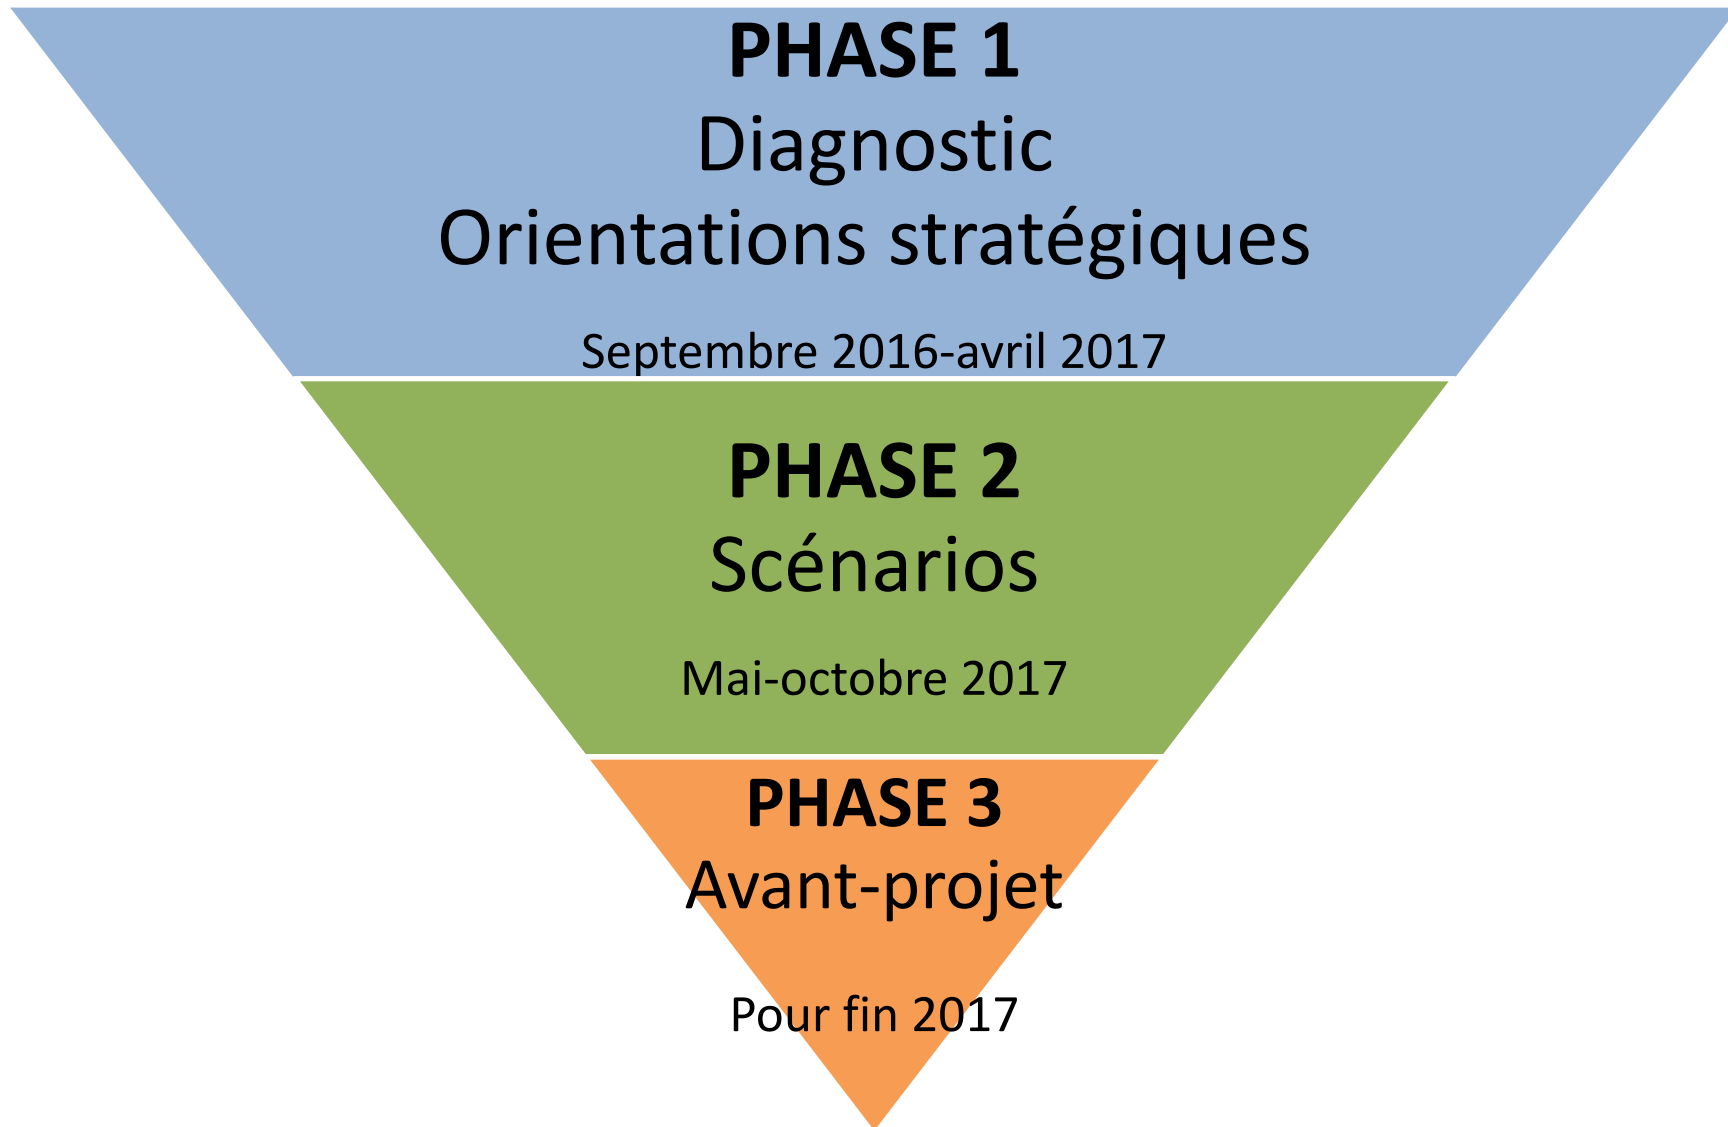 PHASE 1
Diagnostic
Orientations stratégiques
Septembre 2016-avril 2017
PHASE 2
Scénarios
Mai-octobre 2017
PHASE 3
Avant-projet
Pour fin 2017